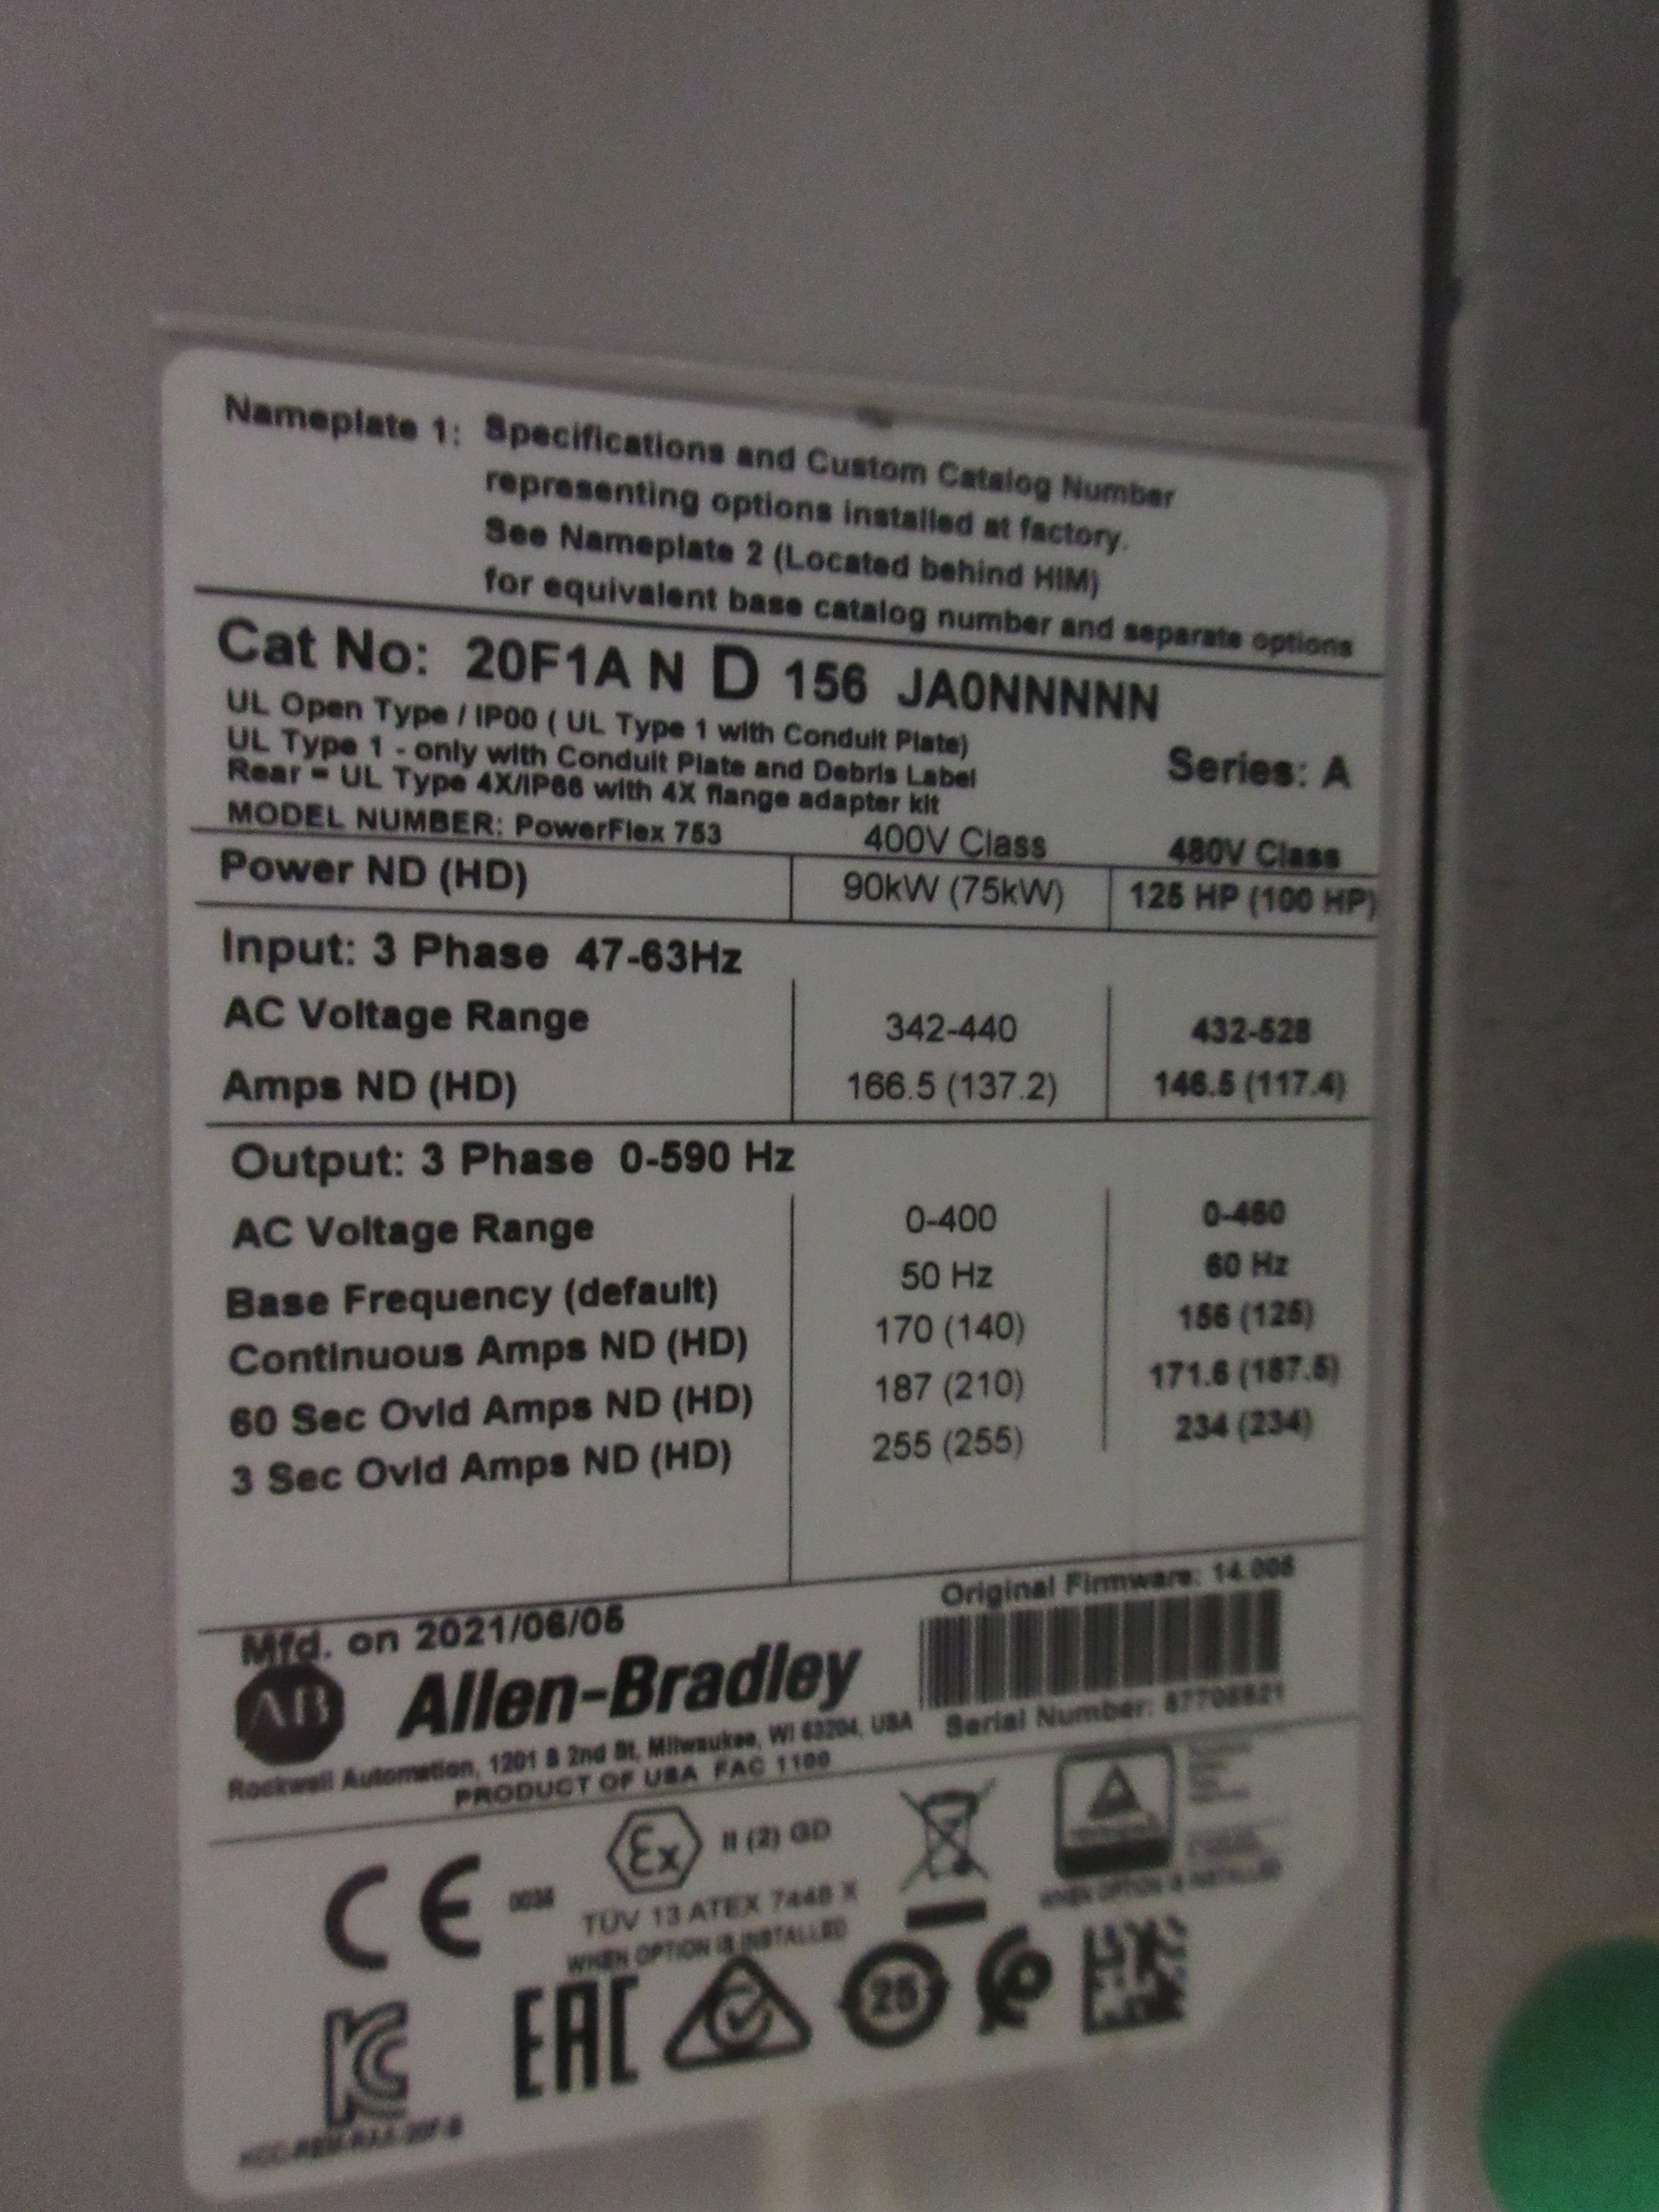 Nameplate 1: Specifications and Custom Catalog Number
representing options installed at factory.
See Nameplate 2 (Located behind HIM)
for equivalent base catalog number and separate options
Cat No: 20F1A N D 156 JA0NNNNN
UL Open Type / IP00 ( UL Type 1 with Conduit Plate)
UL Type 1 - only with Conduit Plate and Debris Label
Series: A
Rear = UL Type 4X/IP66 with 4X flange adapter kit
MODEL NUMBER: PowerFlex 753 400V Class 480V Class
Power ND (HD) 90kW (75kW) 125 HP (100 HP)
Input: 3 Phase 47-63Hz
AC Voltage Range 342-440 432-528
Amps ND (HD) 166.5 (137.2) 146.5 (117.4)
Output: 3 Phase 0-590 Hz
AC Voltage Range 0-400 0-460
Base Frequency (default) 50 Hz 60 Hz
Continuous Amps ND (HD) 170 (140) 156 (125)
60 Sec Ovld Amps ND (HD) 187 (210) 171.6 (187.5)
3 Sec Ovld Amps ND (HD) 255 (255) 234 (234)
Original Firmware: 14.005
Mfd. on 2021/06/05
AB Allen-Bradley
Serial Number:
Rockwell Automation, 1201 S 2nd St, Milwaukee, WI 53204, USA
PRODUCT OF USA FAC 1100
CE 0035 Ex II (2) GD
TÜV 13 ATEX 7448 X
WHEN OPTION IS INSTALLED
WHEN OPTION IS INSTALLED
EAC 25
KC